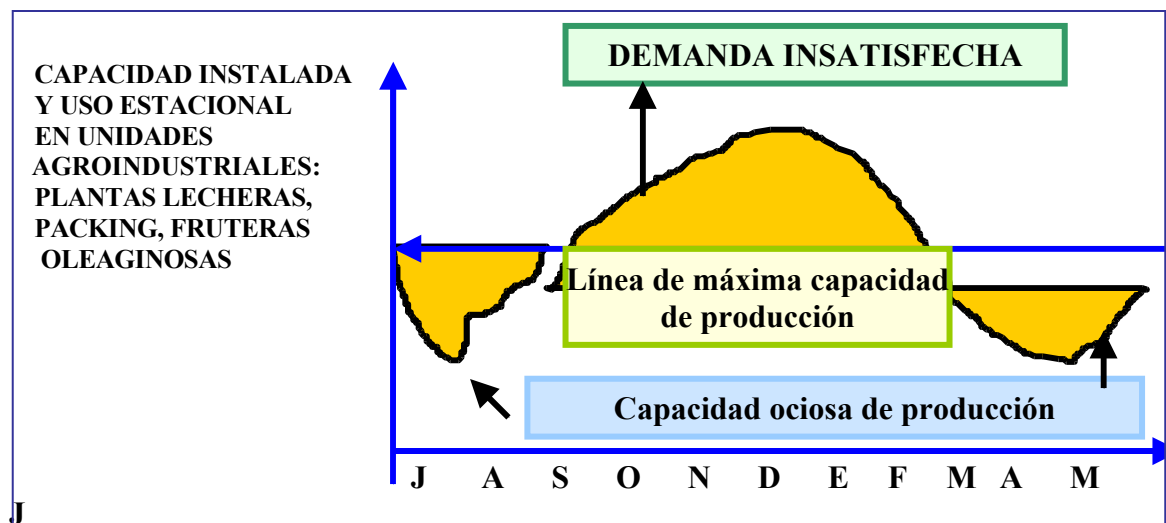 CAPACIDAD INSTALADA
Y USO ESTACIONAL
EN UNIDADES
AGROINDUSTRIALES:
PLANTAS LECHERAS,
PACKING, FRUTERAS
OLEAGINOSAS
DEMANDA INSATISFECHA
Línea de máxima capacidad
de producción
Capacidad ociosa de producción
J A S O N D E F M A M
J